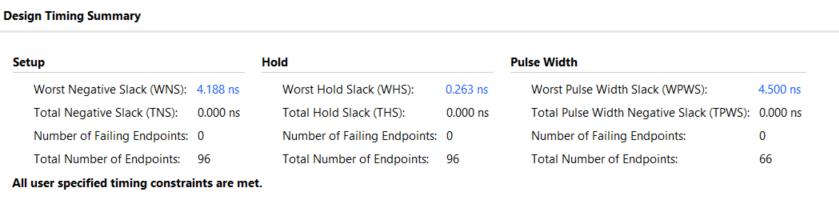 Design Timing Summary
Setup Hold Pulse Width
Worst Negative Slack (WNS): 4.188 ns Worst Hold Slack (WHS): 0.263 ns Worst Pulse Width Slack (WPWS): 4.500 ns
Total Negative Slack (TNS): 0.000 ns Total Hold Slack (THS): 0.000 ns Total Pulse Width Negative Slack (TPWS): 0.000 ns
Number of Failing Endpoints: 0 Number of Failing Endpoints: 0 Number of Failing Endpoints: 0
Total Number of Endpoints: 96 Total Number of Endpoints: 96 Total Number of Endpoints: 66
All user specified timing constraints are met.